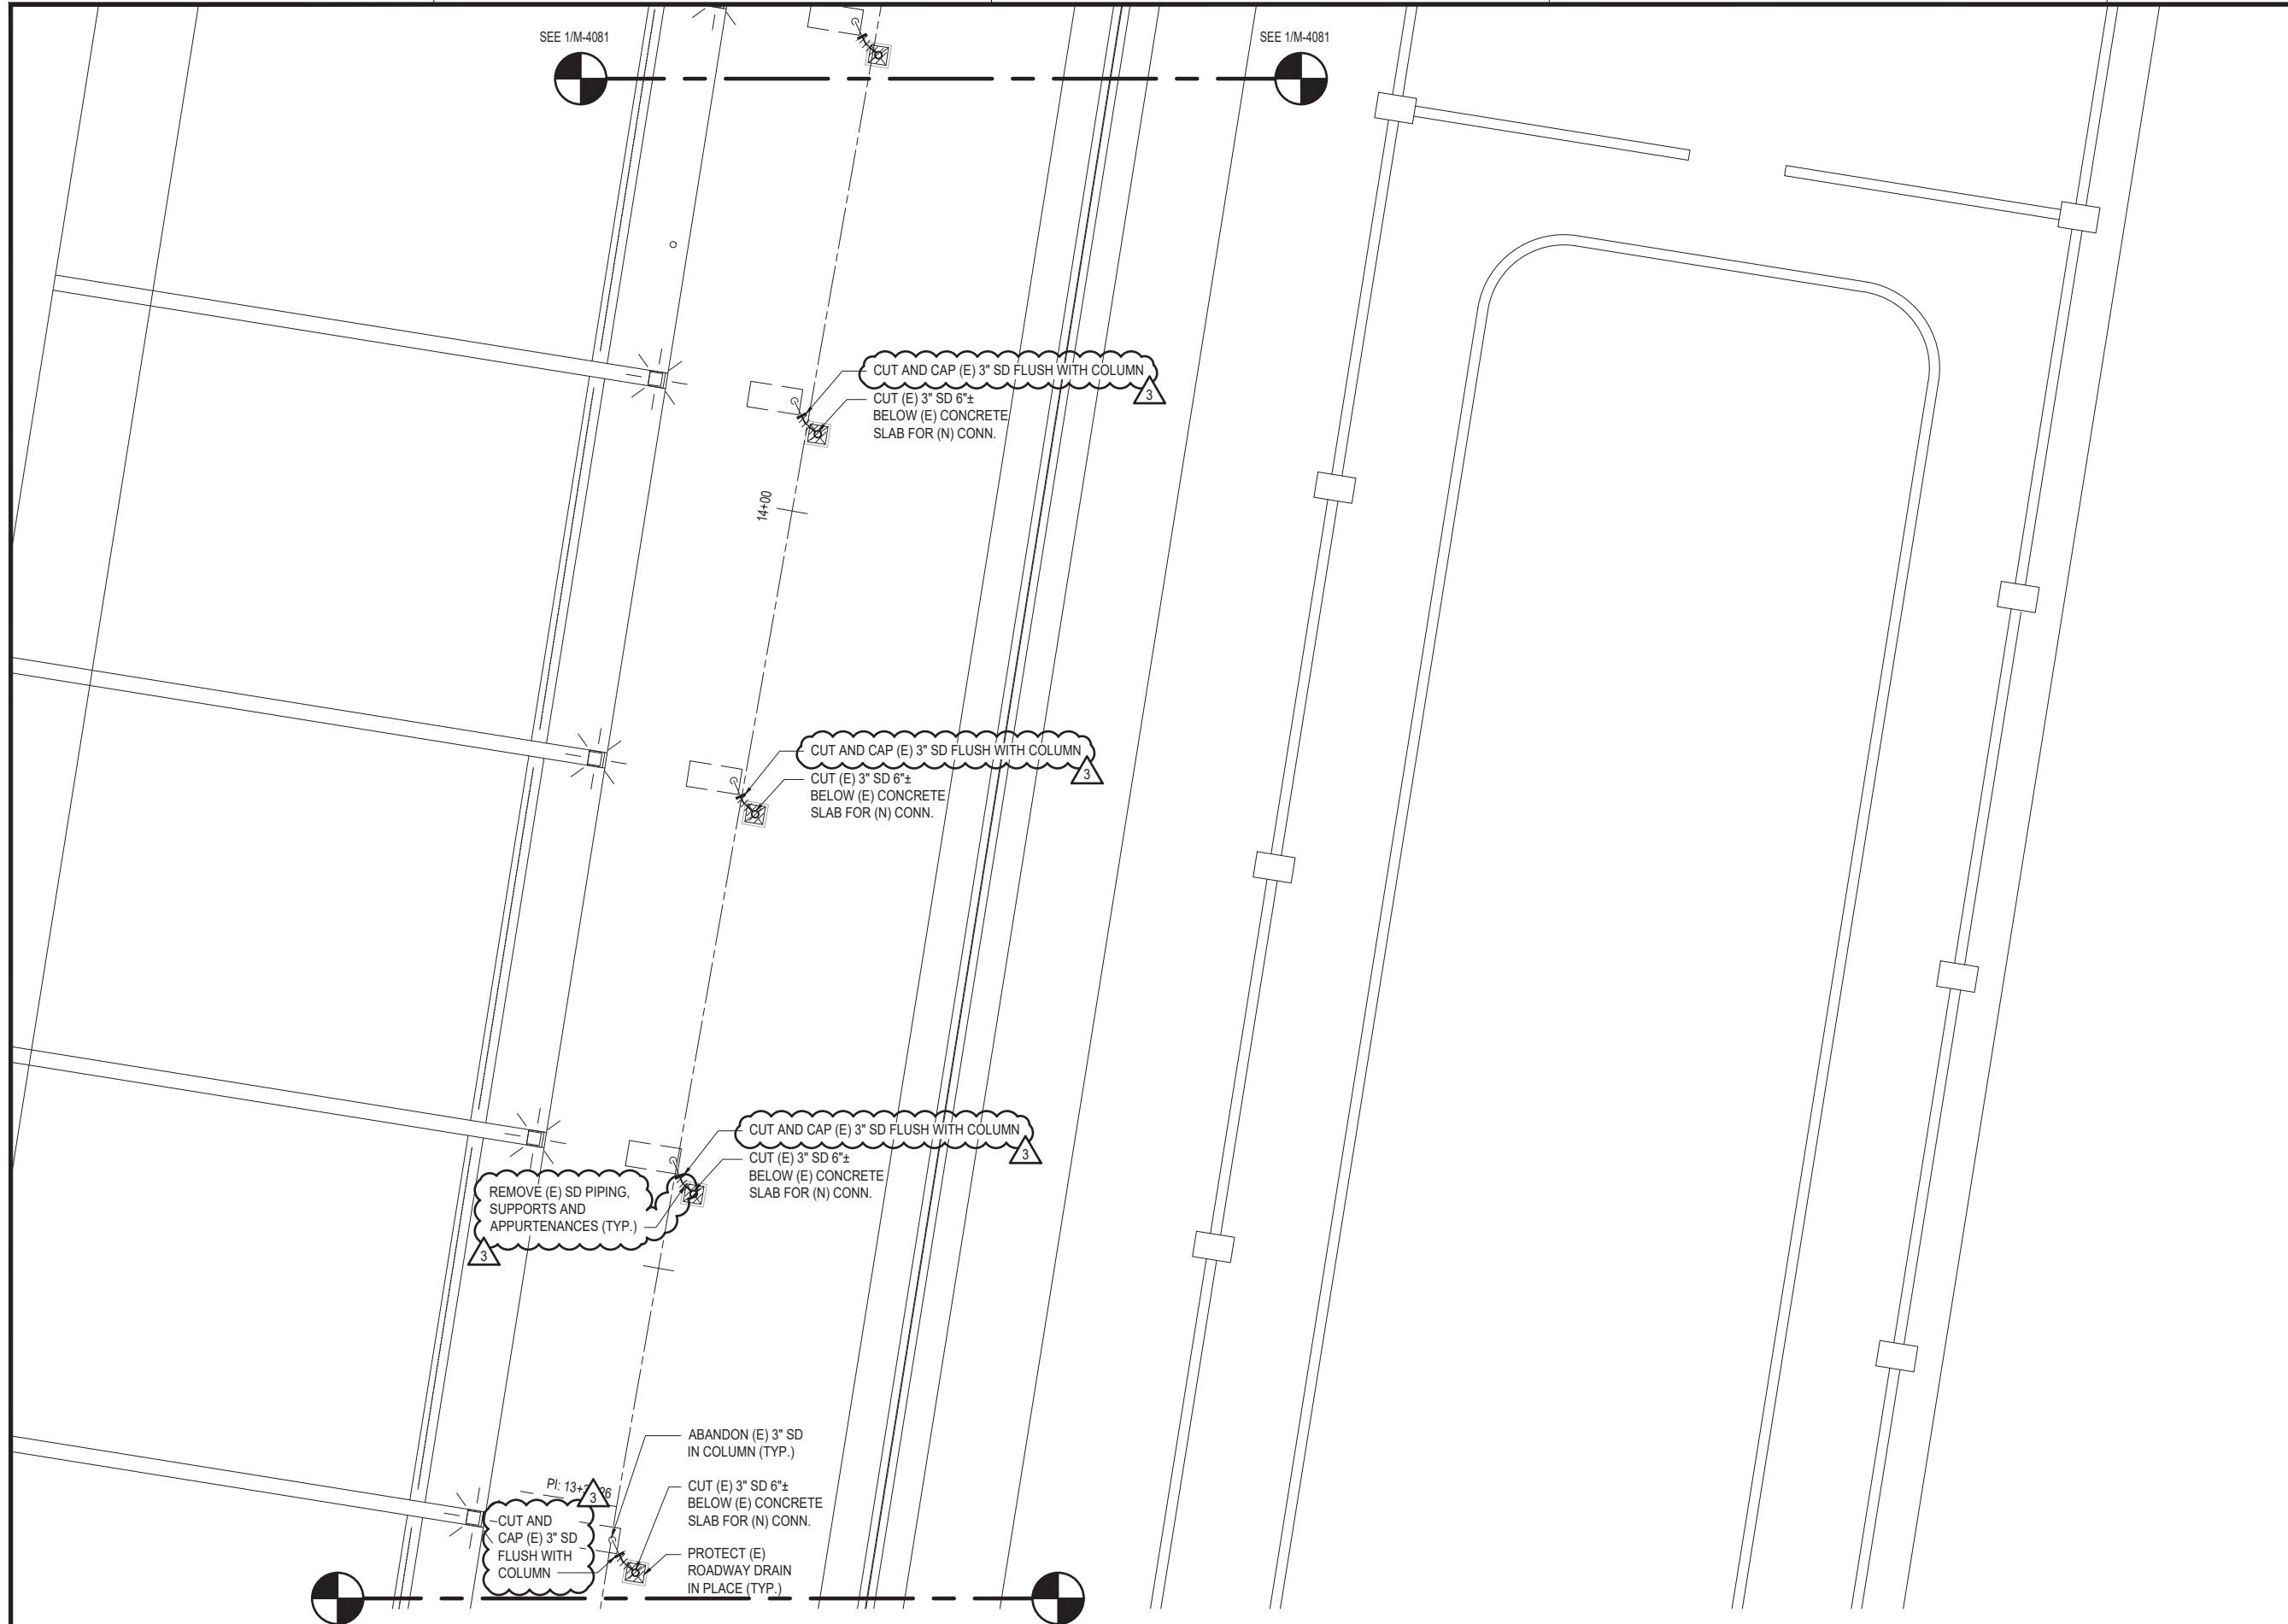 SEE 1/M-4081
SEE 1/M-4081
CUT AND CAP (E) 3" SD FLUSH WITH COLUMN
3
CUT (E) 3" SD 6"±
BELOW (E) CONCRETE
SLAB FOR (N) CONN.
14+00
CUT AND CAP (E) 3" SD FLUSH WITH COLUMN
3
CUT (E) 3" SD 6"±
BELOW (E) CONCRETE
SLAB FOR (N) CONN.
CUT AND CAP (E) 3" SD FLUSH WITH COLUMN
3
CUT (E) 3" SD 6"±
BELOW (E) CONCRETE
SLAB FOR (N) CONN.
REMOVE (E) SD PIPING,
SUPPORTS AND
APPURTENANCES (TYP.)
3
ABANDON (E) 3" SD
IN COLUMN (TYP.)
PI:
3
CUT (E) 3" SD 6"±
BELOW (E) CONCRETE
SLAB FOR (N) CONN.
CUT AND
CAP (E) 3" SD
FLUSH WITH
COLUMN
PROTECT (E)
ROADWAY DRAIN
IN PLACE (TYP.)